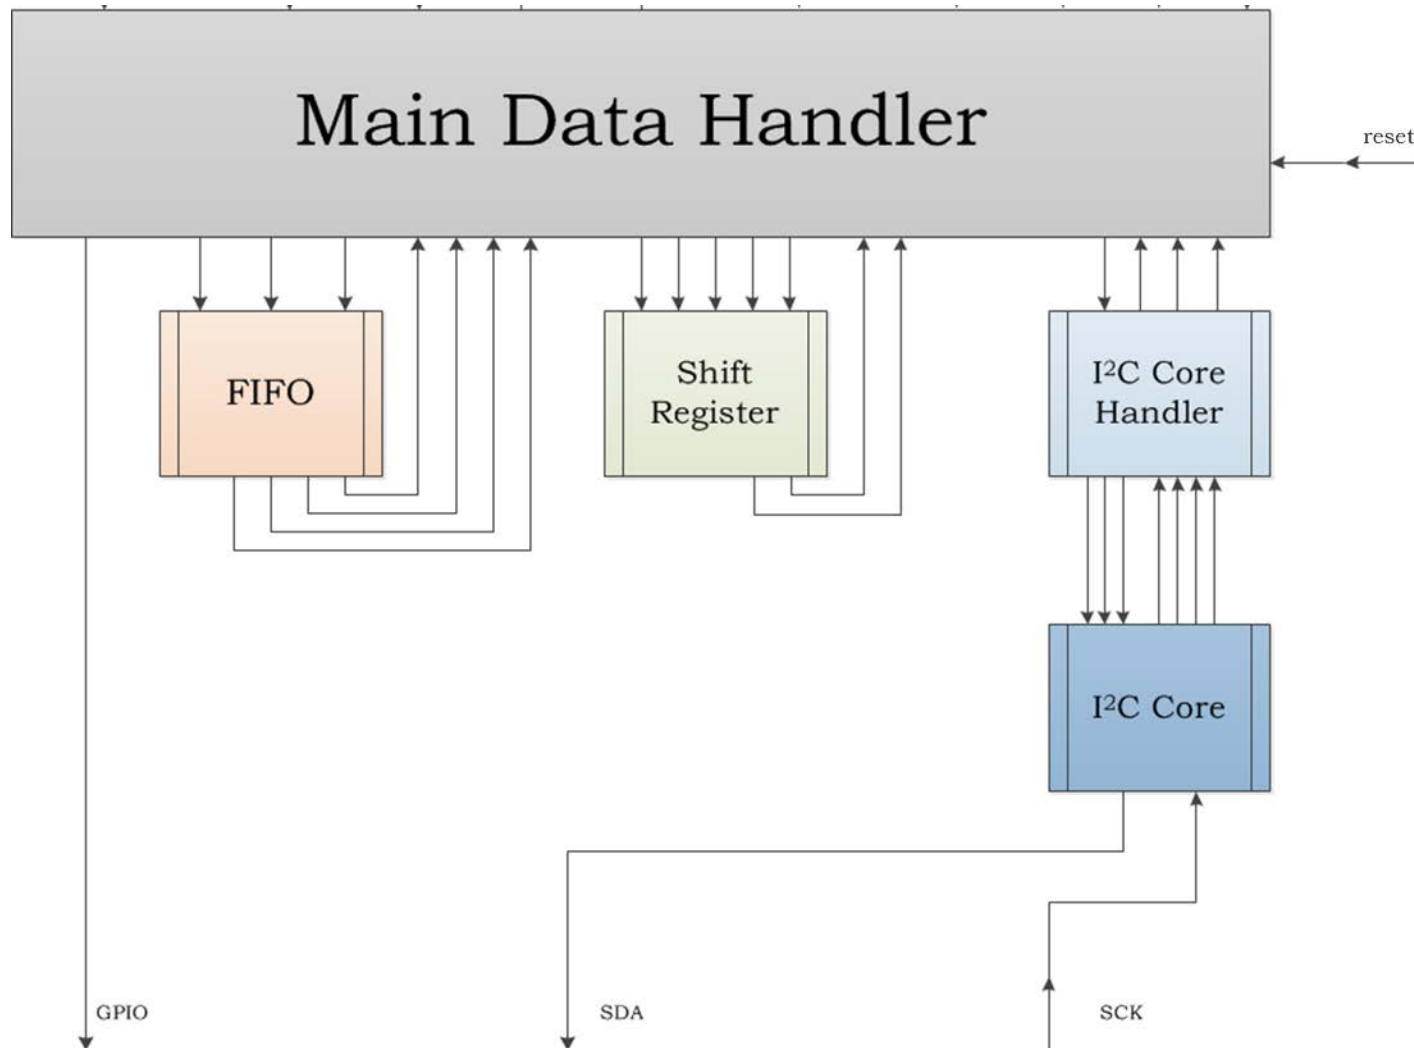 Main Data Handler
reset
FIFO
Shift
Register
I²C Core
Handler
I²C Core
GPIO
SDA
SCK